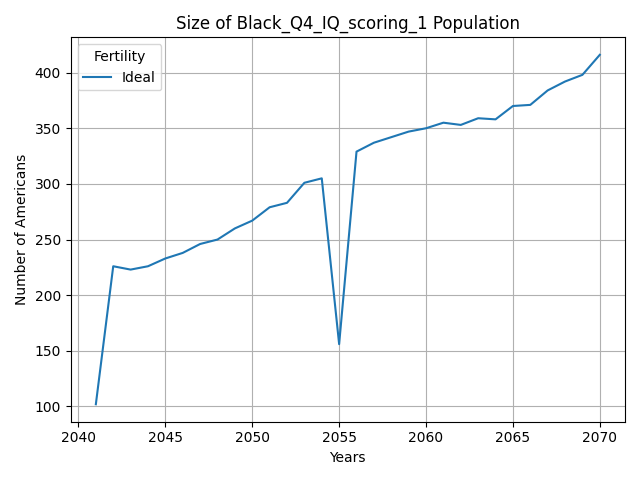 Size of Black_Q4_IQ_scoring_1 Population
Fertility
Ideal
Number of Americans
400
350
300
250
200
150
100
2040 2045 2050 2055 2060 2065 2070
Years